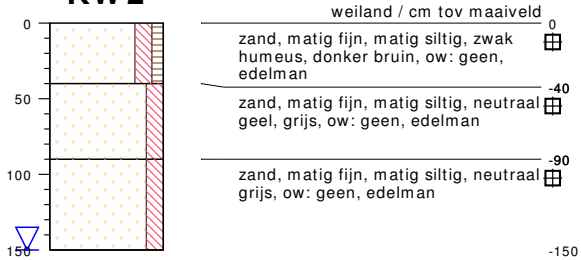 weiland / cm tov maaiveld
0
0
zand, matig fijn, matig siltig, zwak
humeus, donker bruin, ow: geen,
edelman
-40
50
zand, matig fijn, matig siltig, neutraal
geel, grijs, ow: geen, edelman
-90
100
zand, matig fijn, matig siltig, neutraal
grijs, ow: geen, edelman
150
-150